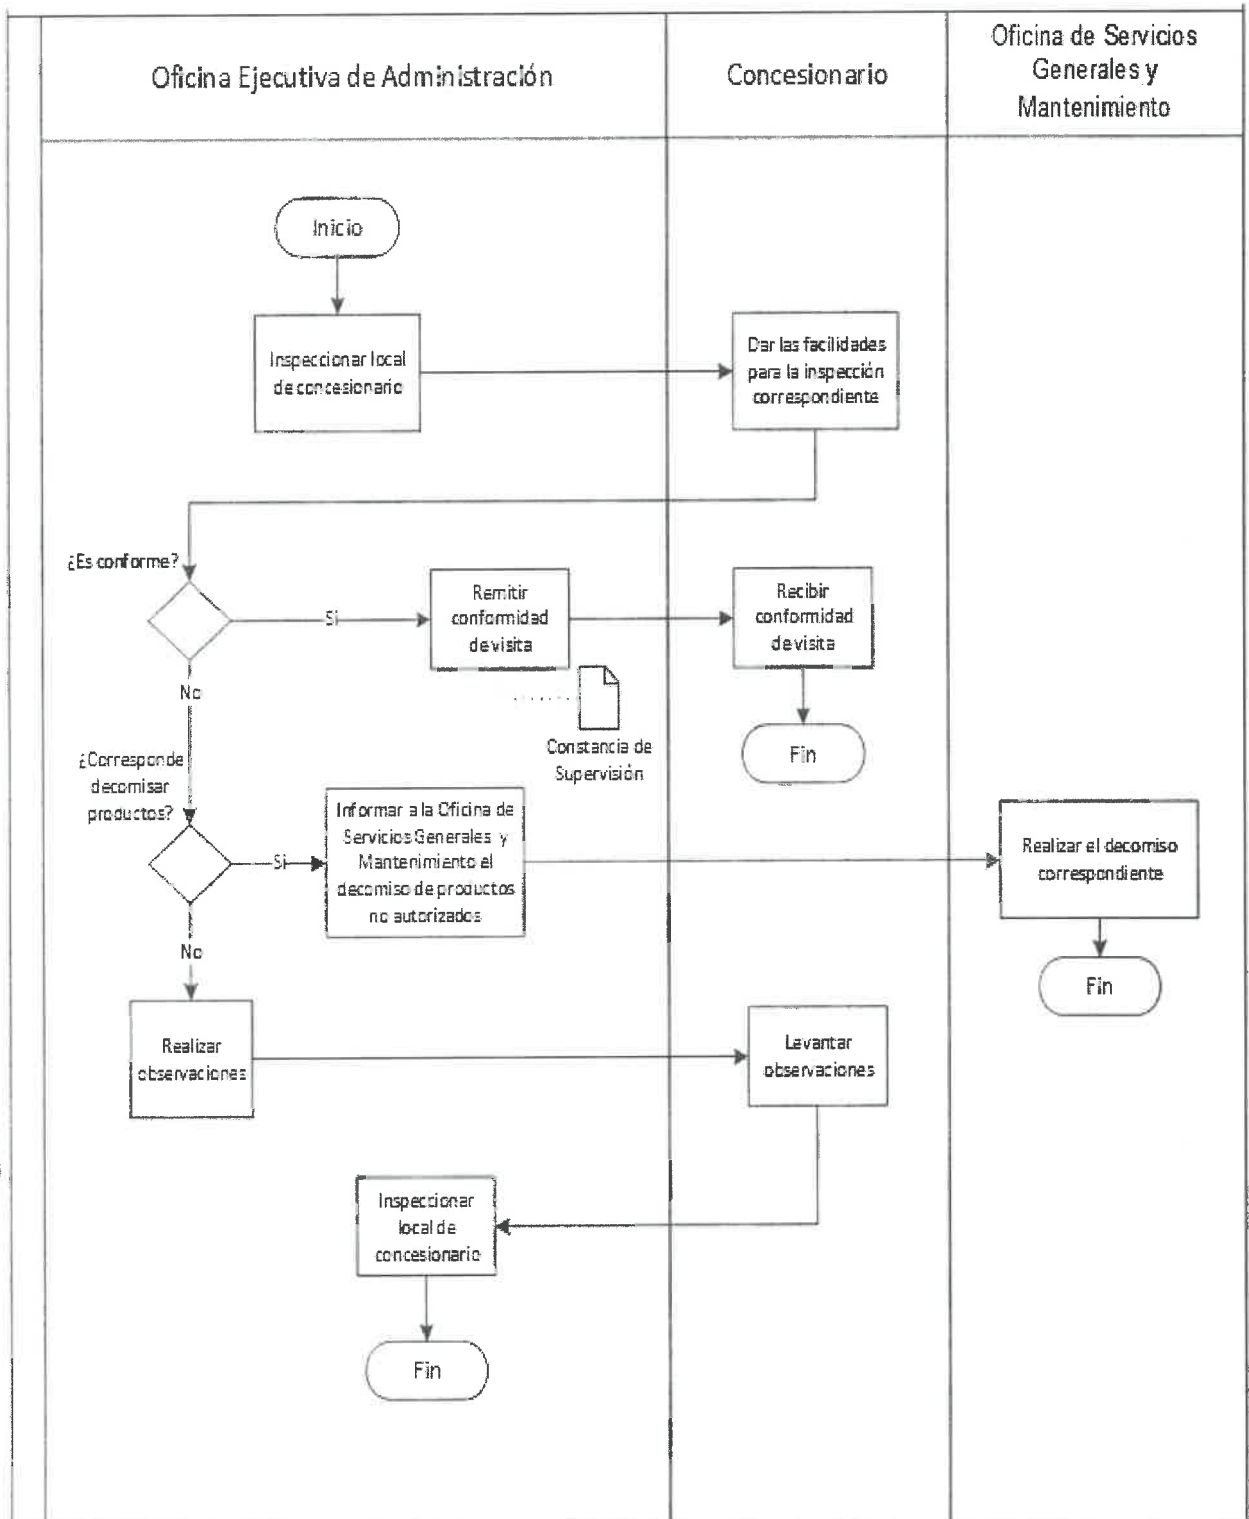 Oficina Ejecutiva de Administración
Concesionario
Oficina de Servicios
Generales y
Mantenimiento
Inicio
Inspeccionar local
de concesionario
Dar las facilidades
para la inspección
correspondiente
¿Es conforme?
Si
Remitir
conformidad
de visita
Recibir
conformidad
de visita
No
Constancia de
Supervisión
Fin
¿Corresponde
decomisar
productos?
Si
Informar a la Oficina de
Servicios Generales y
Mantenimiento el
decomiso de productos
no autorizados
Realizar el decomiso
correspondiente
No
Fin
Realizar
observaciones
Levantar
observaciones
Inspeccionar
local de
concesionario
Fin